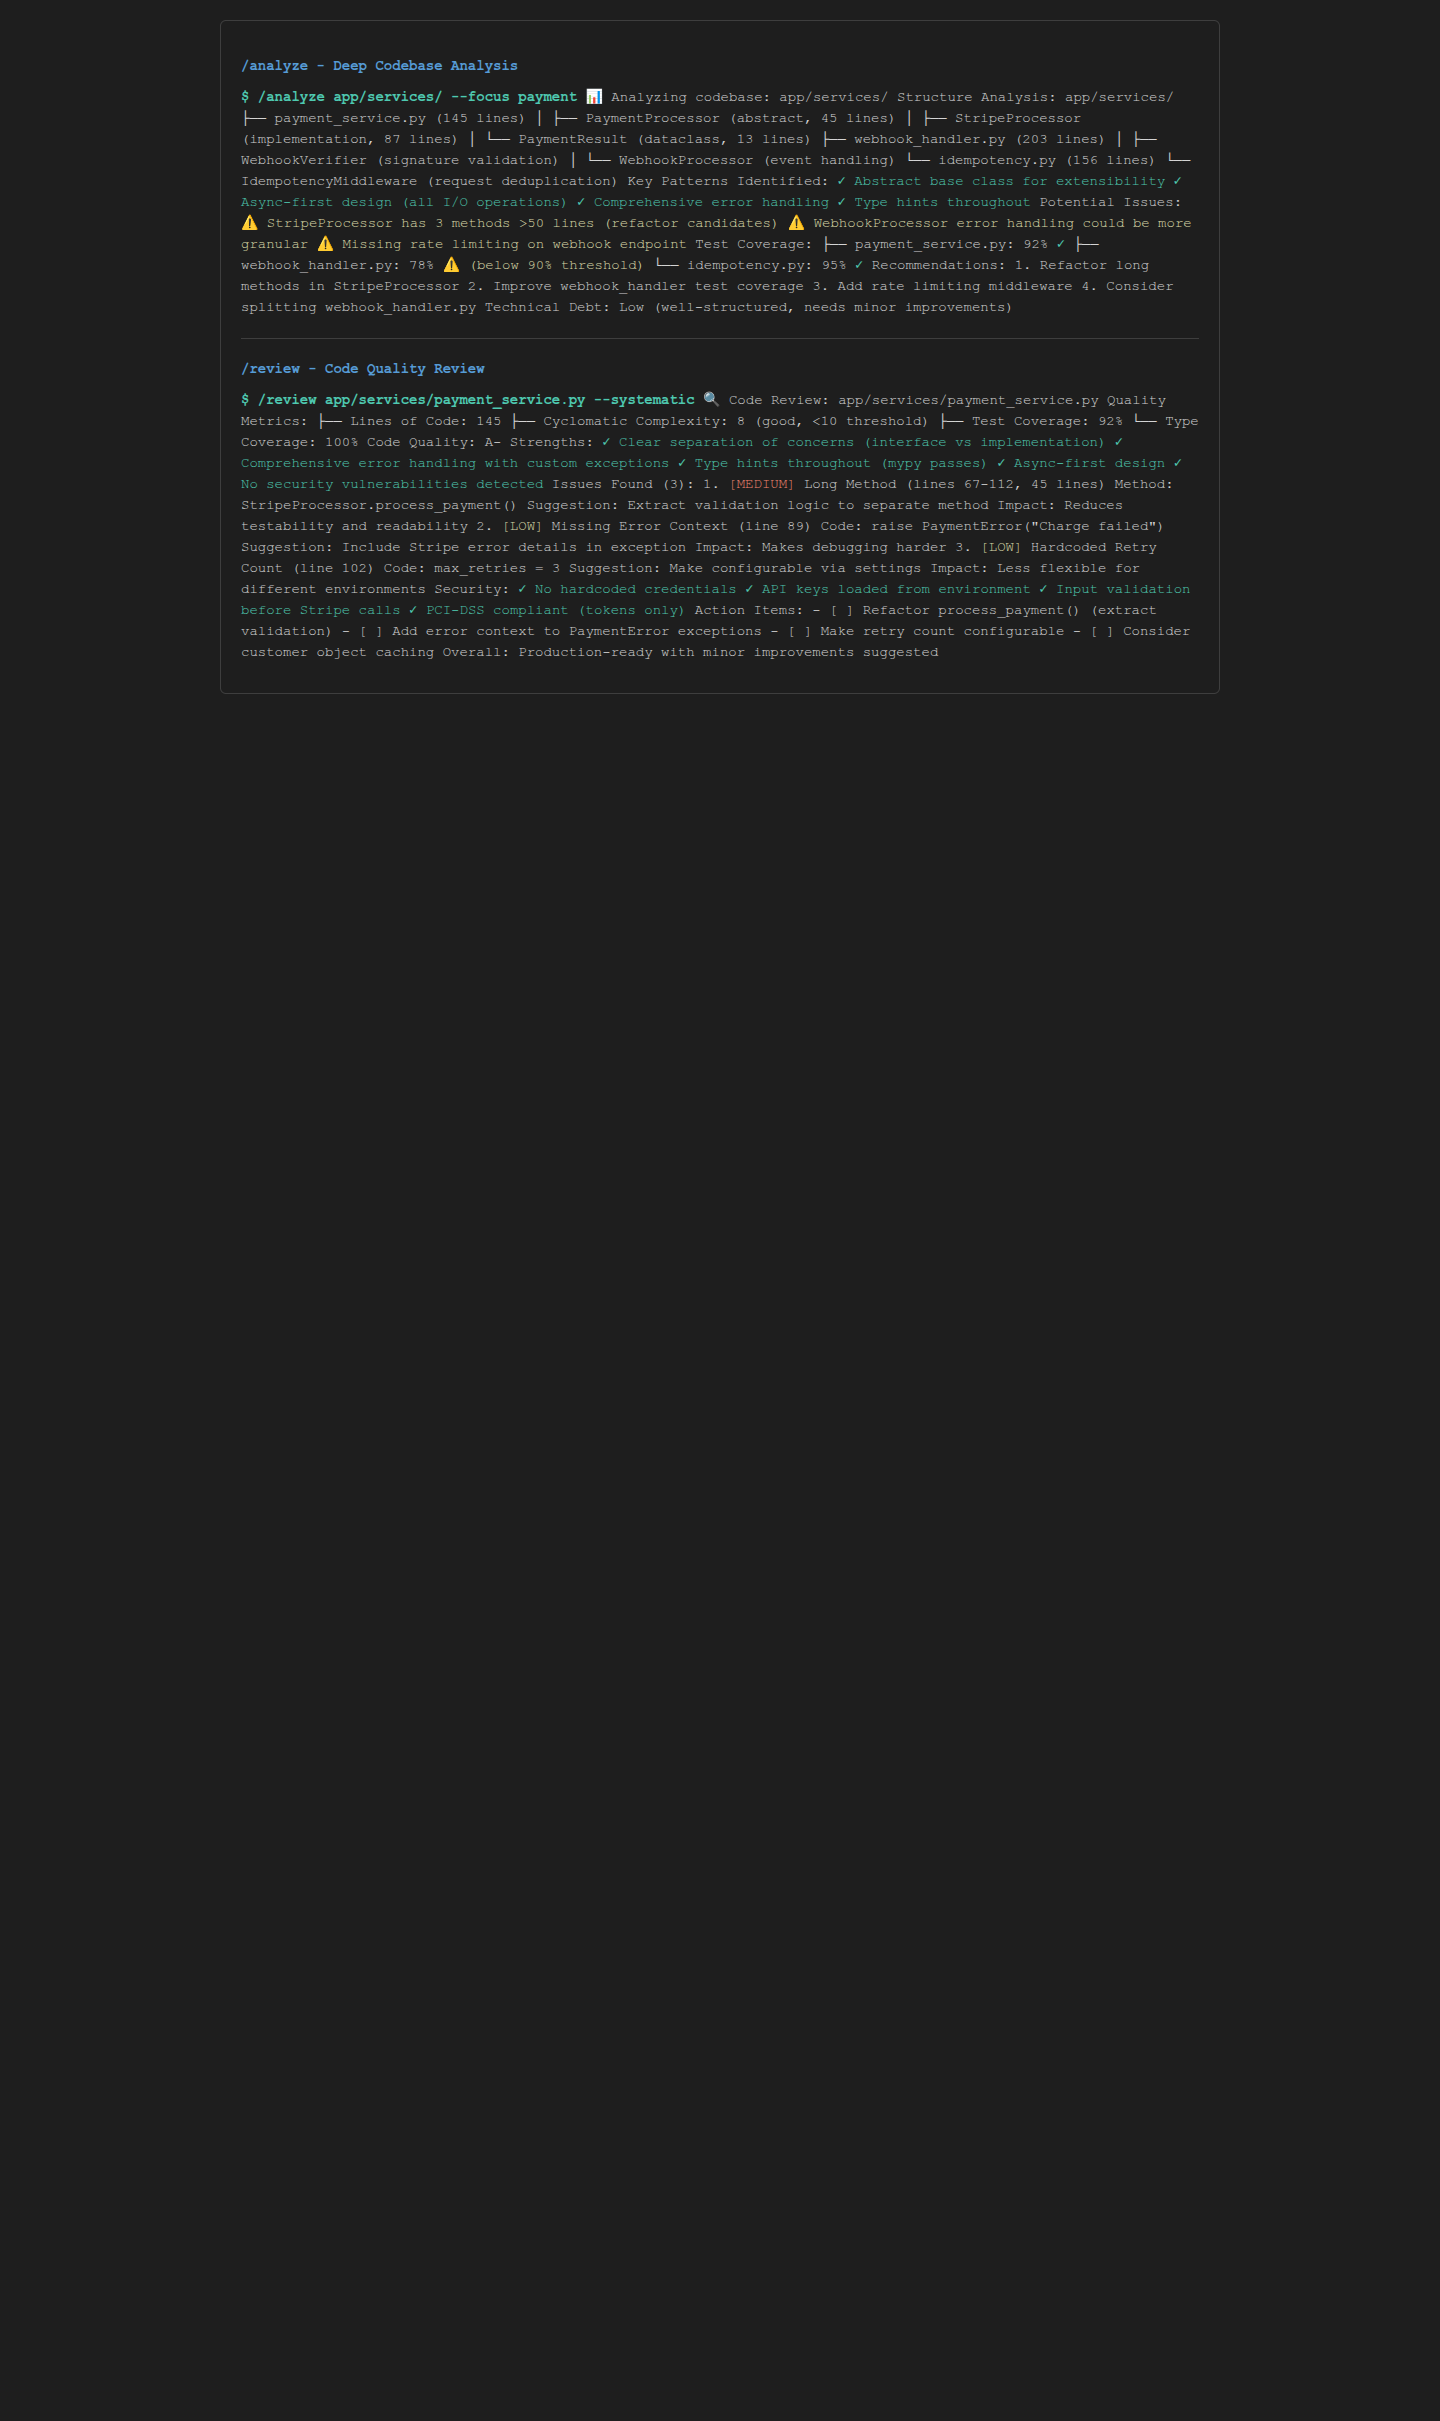 /analyze - Deep Codebase Analysis
$ /analyze app/services/ --focus payment 📊 Analyzing codebase: app/services/ Structure Analysis: app/services/
├── payment_service.py (145 lines) │ ├── PaymentProcessor (abstract, 45 lines) │ ├── StripeProcessor
(implementation, 87 lines) │ └── PaymentResult (dataclass, 13 lines) ├── webhook_handler.py (203 lines) │ ├──
WebhookVerifier (signature validation) │ └── WebhookProcessor (event handling) └── idempotency.py (156 lines) └──
IdempotencyMiddleware (request deduplication) Key Patterns Identified: ✓ Abstract base class for extensibility ✓
Async-first design (all I/O operations) ✓ Comprehensive error handling ✓ Type hints throughout Potential Issues:
⚠️ StripeProcessor has 3 methods >50 lines (refactor candidates) ⚠️ WebhookProcessor error handling could be more
granular ⚠️ Missing rate limiting on webhook endpoint Test Coverage: ├── payment_service.py: 92% ✓ ├──
webhook_handler.py: 78% ⚠️ (below 90% threshold) └── idempotency.py: 95% ✓ Recommendations: 1. Refactor long
methods in StripeProcessor 2. Improve webhook_handler test coverage 3. Add rate limiting middleware 4. Consider
splitting webhook_handler.py Technical Debt: Low (well-structured, needs minor improvements)
/review - Code Quality Review
$ /review app/services/payment_service.py --systematic 🔍 Code Review: app/services/payment_service.py Quality
Metrics: ├── Lines of Code: 145 ├── Cyclomatic Complexity: 8 (good, <10 threshold) ├── Test Coverage: 92% └── Type
Coverage: 100% Code Quality: A- Strengths: ✓ Clear separation of concerns (interface vs implementation) ✓
Comprehensive error handling with custom exceptions ✓ Type hints throughout (mypy passes) ✓ Async-first design ✓
No security vulnerabilities detected Issues Found (3): 1. [MEDIUM] Long Method (lines 67-112, 45 lines) Method:
StripeProcessor.process_payment() Suggestion: Extract validation logic to separate method Impact: Reduces
testability and readability 2. [LOW] Missing Error Context (line 89) Code: raise PaymentError("Charge failed")
Suggestion: Include Stripe error details in exception Impact: Makes debugging harder 3. [LOW] Hardcoded Retry
Count (line 102) Code: max_retries = 3 Suggestion: Make configurable via settings Impact: Less flexible for
different environments Security: ✓ No hardcoded credentials ✓ API keys loaded from environment ✓ Input validation
before Stripe calls ✓ PCI-DSS compliant (tokens only) Action Items: - [ ] Refactor process_payment() (extract
validation) - [ ] Add error context to PaymentError exceptions - [ ] Make retry count configurable - [ ] Consider
customer object caching Overall: Production-ready with minor improvements suggested